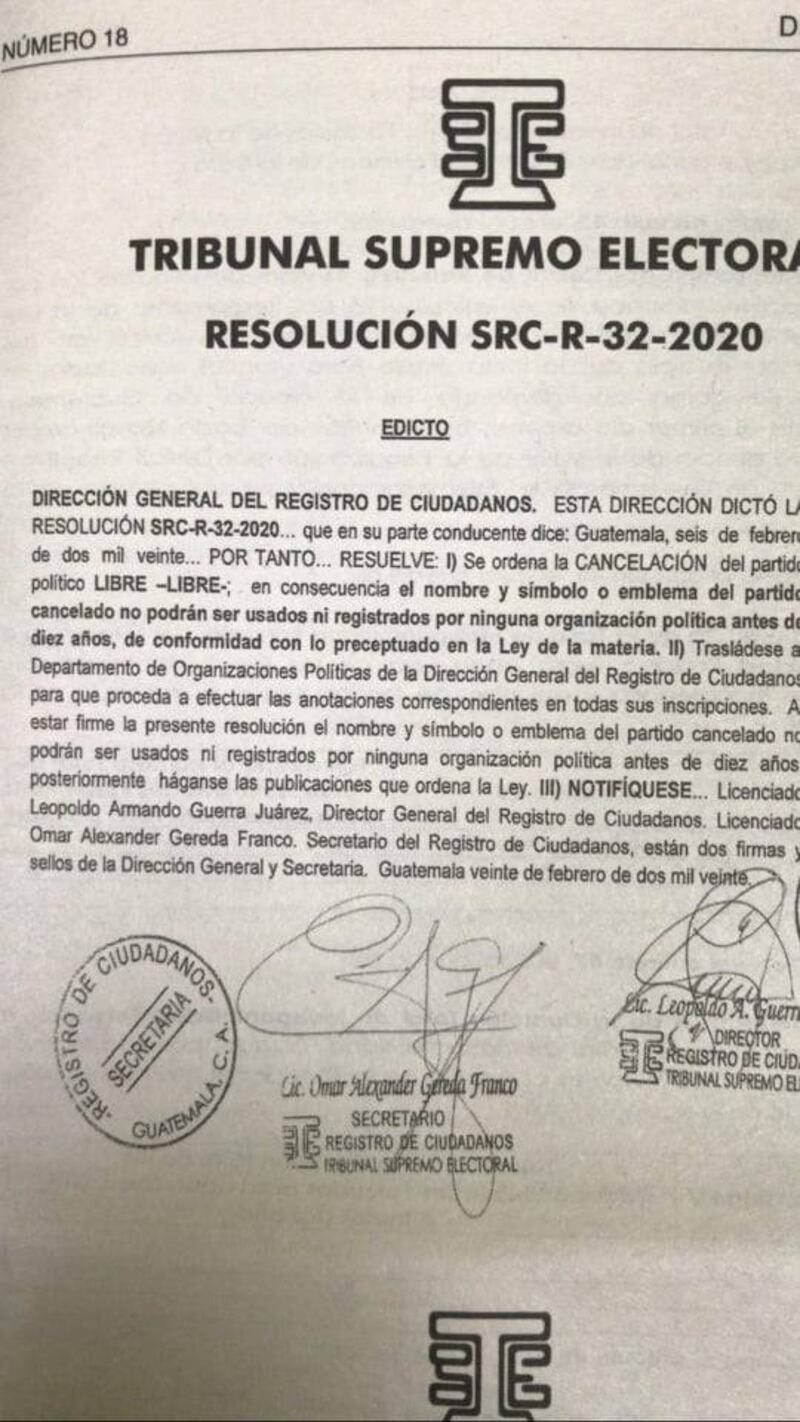 NÚMERO 18
D
TSE
TRIBUNAL SUPREMO ELECTORA
RESOLUCIÓN SRC-R-32-2020
EDICTO
DIRECCIÓN GENERAL DEL REGISTRO DE CIUDADANOS. ESTA DIRECCIÓN DICTÓ LA
RESOLUCIÓN SRC-R-32-2020... que en su parte conducente dice: Guatemala, seis de febrero
de dos mil veinte... POR TANTO... RESUELVE: I) Se ordena la CANCELACIÓN del partido
político LIBRE –LIBRE-; en consecuencia el nombre y símbolo o emblema del partido
cancelado no podrán ser usados ni registrados por ninguna organización política antes de
diez años, de conformidad con lo preceptuado en la Ley de la materia. II) Trasládese a
Departamento de Organizaciones Políticas de la Dirección General del Registro de Ciudadanos
para que proceda a efectuar las anotaciones correspondientes en todas sus inscripciones. A
estar firme la presente resolución el nombre y símbolo o emblema del partido cancelado no
podrán ser usados ni registrados por ninguna organización política antes de diez años
posteriormente háganse las publicaciones que ordena la Ley. III) NOTIFÍQUESE... Licenciado
Leopoldo Armando Guerra Juárez, Director General del Registro de Ciudadanos. Licenciado
Omar Alexander Gereda Franco. Secretario del Registro de Ciudadanos, están dos firmas y
sellos de la Dirección General y Secretaria. Guatemala veinte de febrero de dos mil veinte.
-REGISTRO DE CIUDADANOS-
SECRETARIA
GUATEMALA, C. A.
Lic. Omar Alexander Gereda Franco
SECRETARIO
REGISTRO DE CIUDADANOS
TRIBUNAL SUPREMO ELECTORAL
Lic. Leopoldo A. Guerr
DIRECTOR
REGISTRO DE CIUD
TRIBUNAL SUPREMO EL